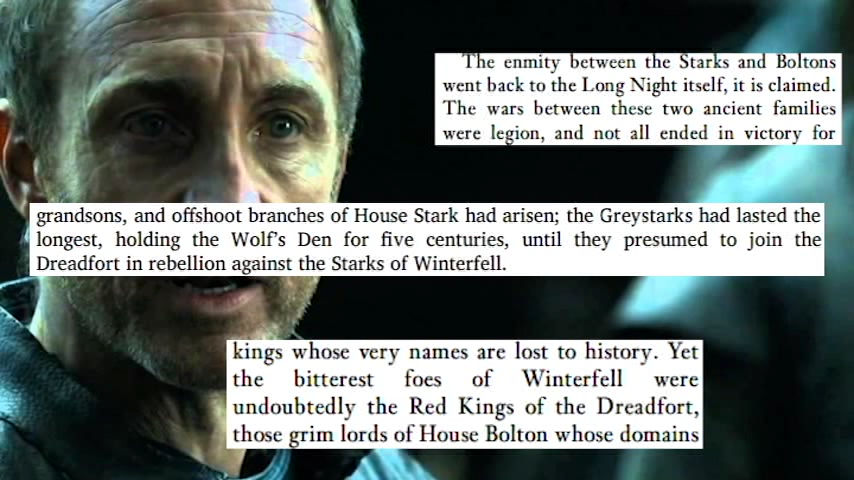 The enmity between the Starks and Boltons
went back to the Long Night itself, it is claimed.
The wars between these two ancient families
were legion, and not all ended in victory for
grandsons, and offshoot branches of House Stark had arisen; the Greystarks had lasted the
longest, holding the Wolf's Den for five centuries, until they presumed to join the
Dreadfort in rebellion against the Starks of Winterfell.
kings whose very names are lost to history. Yet
the bitterest foes of Winterfell were
undoubtedly the Red Kings of the Dreadfort,
those grim lords of House Bolton whose domains